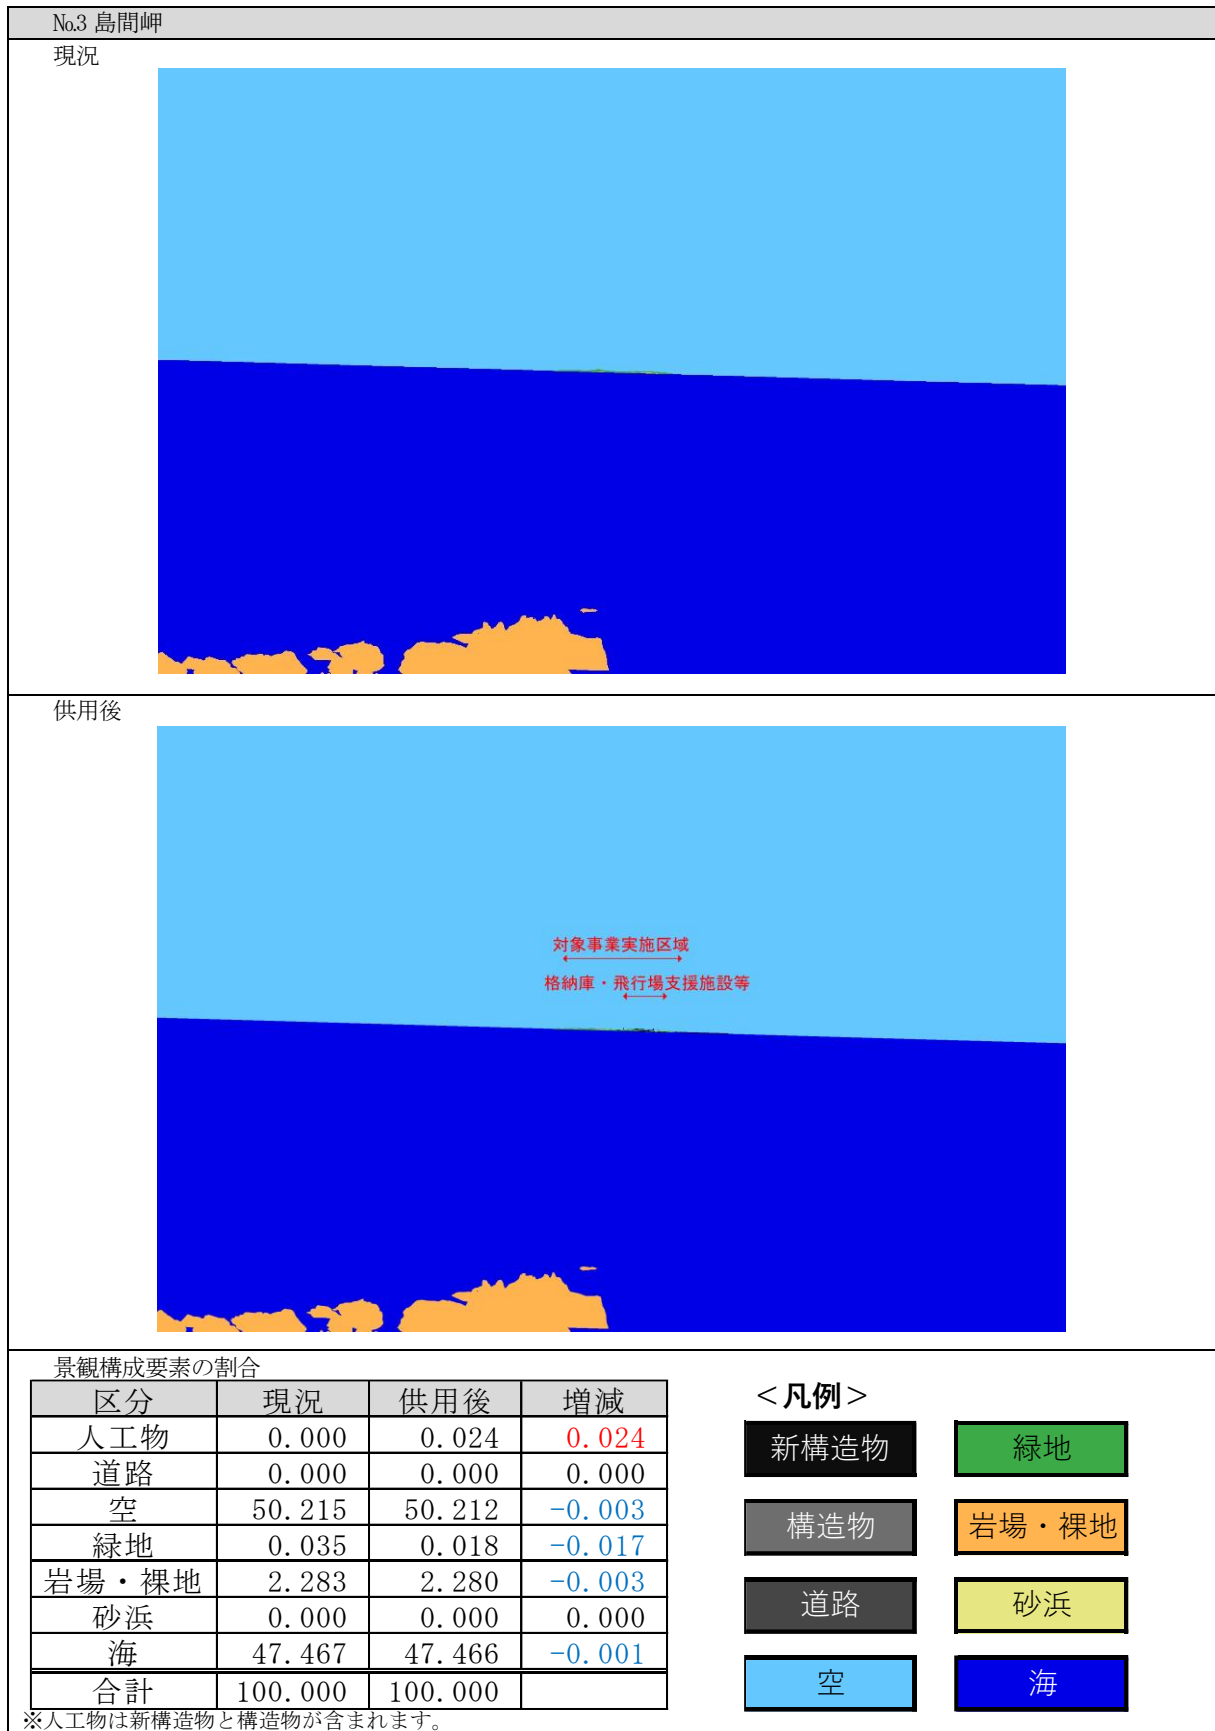 №3 島間岬
現況
供用後
対象事業実施区域
格納庫・飛行場支援施設等
景観構成要素の割合
区分 現況 供用後 増減
人工物 0.000 0.024 0.024
道路 0.000 0.000 0.000
空 50.215 50.212 -0.003
緑地 0.035 0.018 -0.017
岩場・裸地 2.283 2.280 -0.003
砂浜 0.000 0.000 0.000
海 47.467 47.466 -0.001
合計 100.000 100.000
※人工物は新構造物と構造物が含まれます。
＜凡例＞
新構造物 緑地
構造物 岩場・裸地
道路 砂浜
空 海